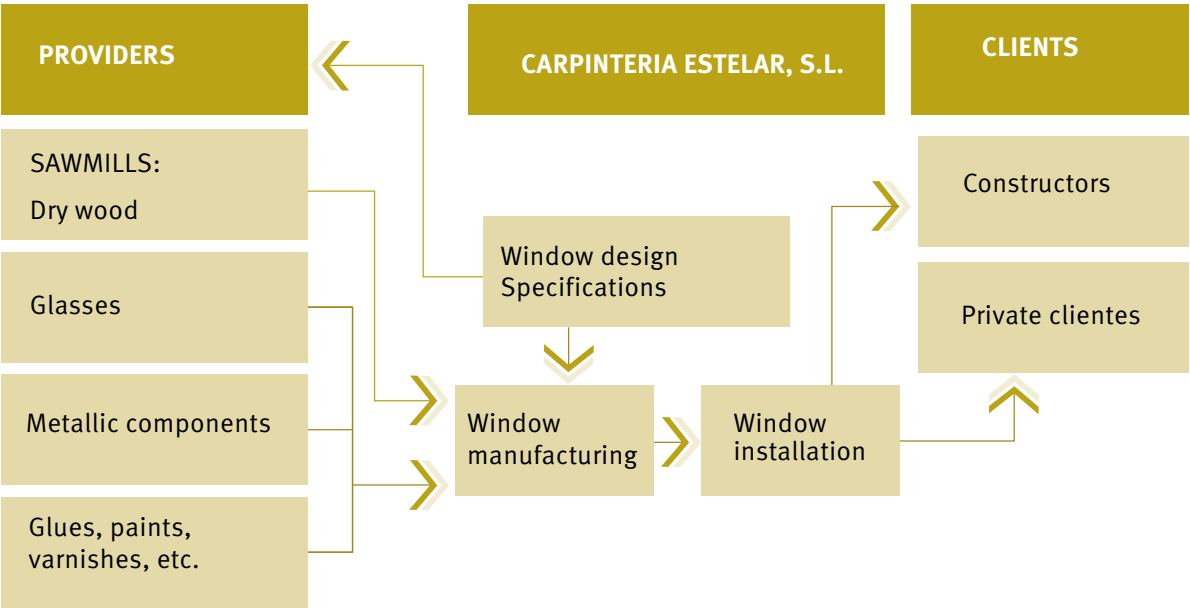 PROVIDERS
CARPINTERIA ESTELAR, S.L.
CLIENTS
SAWMILLS:
Dry wood
Glasses
Metallic components
Glues, paints,
varnishes, etc.
Window design
Specifications
Window
manufacturing
Window
installation
Constructors
Private clientes